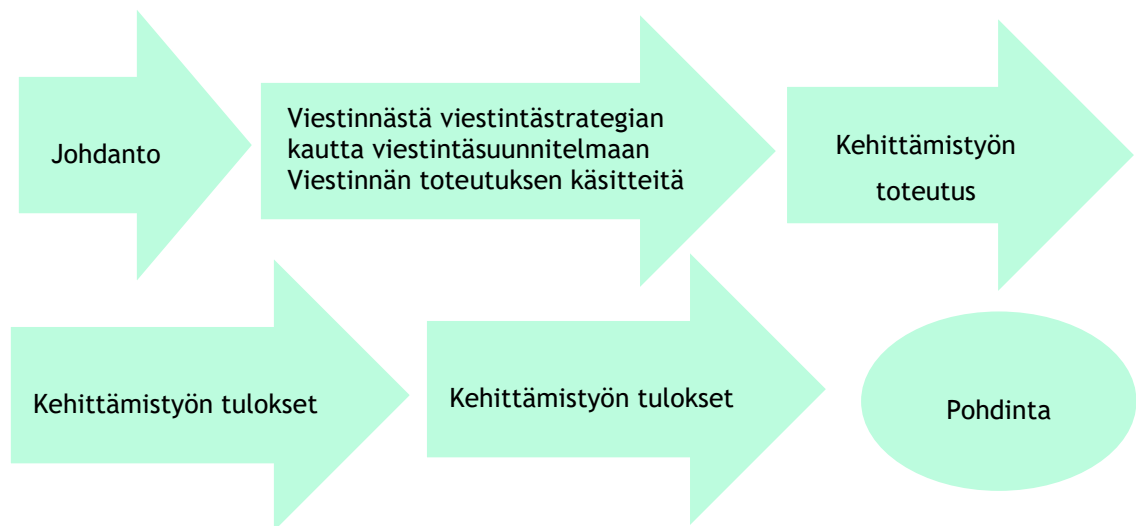 Johdanto
Viestinnästä viestintästrategian
kautta viestintäsuunnitelmaan
Viestinnän toteutuksen käsitteitä
Kehittämistyön
toteutus
Kehittämistyön tulokset
Kehittämistyön tulokset
Pohdinta